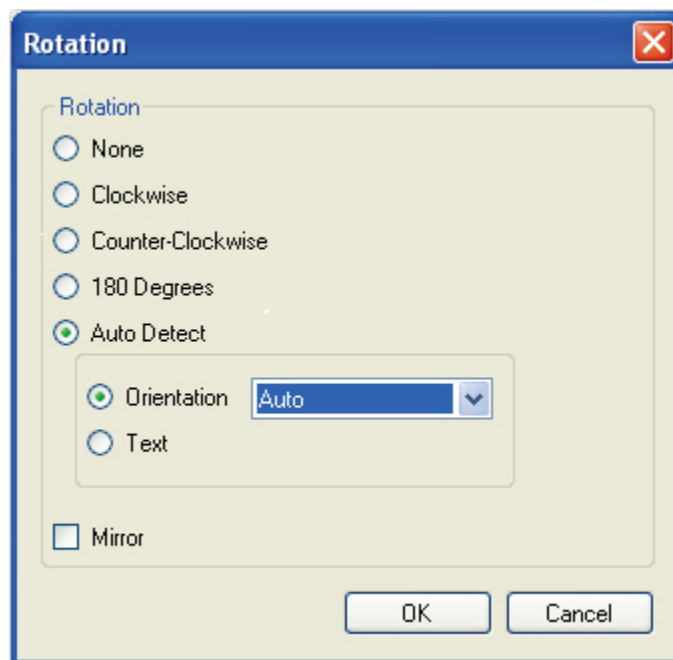 Rotation
Rotation
None
Clockwise
Counter-Clockwise
180 Degrees
Auto Detect
Orientation Auto
Text
Mirror
OK Cancel